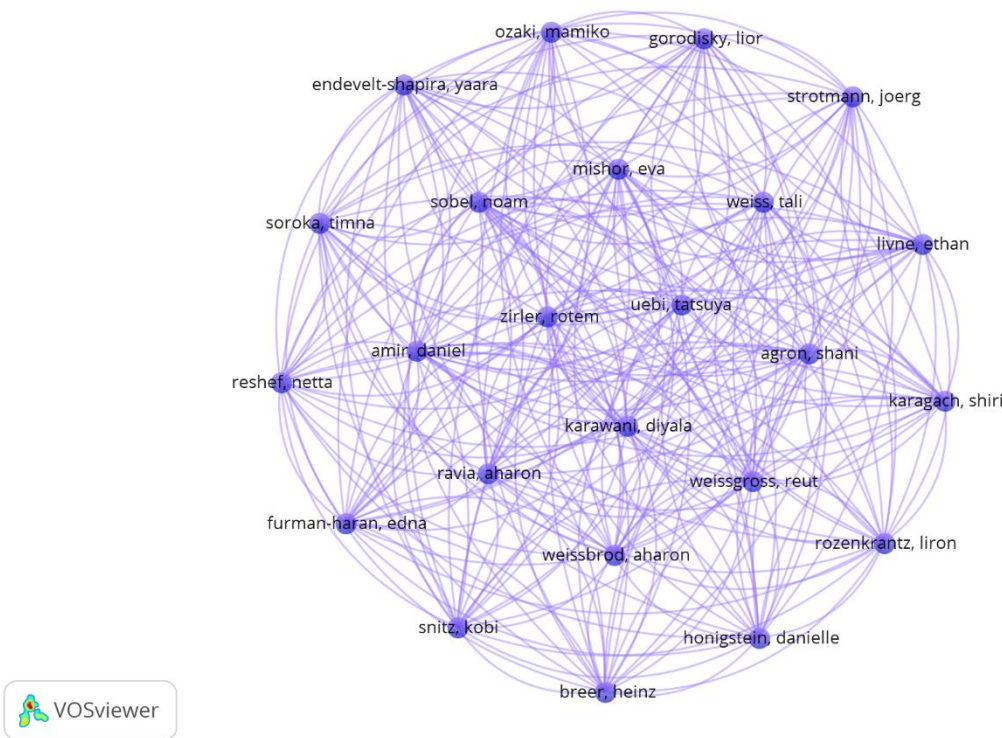 ozaki, mamiko
gorodisky, lior
endevelt-shapira, yaara
strotmann, joerg
mishor, eva
sobel, noam
weiss, tali
soroka, timna
livne, ethan
uebi, tatsuya
zirler, rotem
amir, daniel
agron, shani
reshef, netta
karagach, shiri
karawani, diyala
ravia, aharon
weissgross, reut
furman-haran, edna
rozenkrantz, liron
weissbrod, aharon
snitz, kobi
honigstein, danielle
breer, heinz
VOSviewer